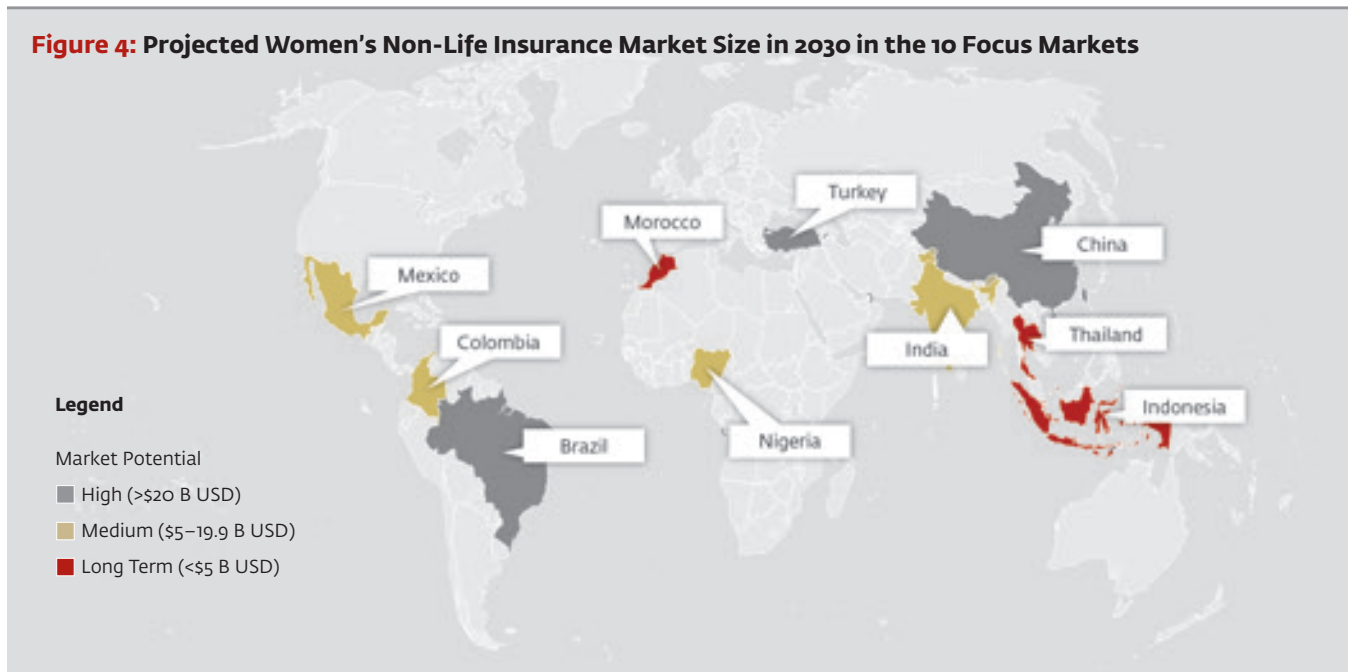 Figure 4: Projected Women's Non-Life Insurance Market Size in 2030 in the 10 Focus Markets
Turkey
Morocco
China
Mexico
Thailand
Colombia
India
Indonesia
Nigeria
Brazil
Legend
Market Potential
High (>$20 B USD)
Medium ($5–19.9 B USD)
Long Term (<$5 B USD)